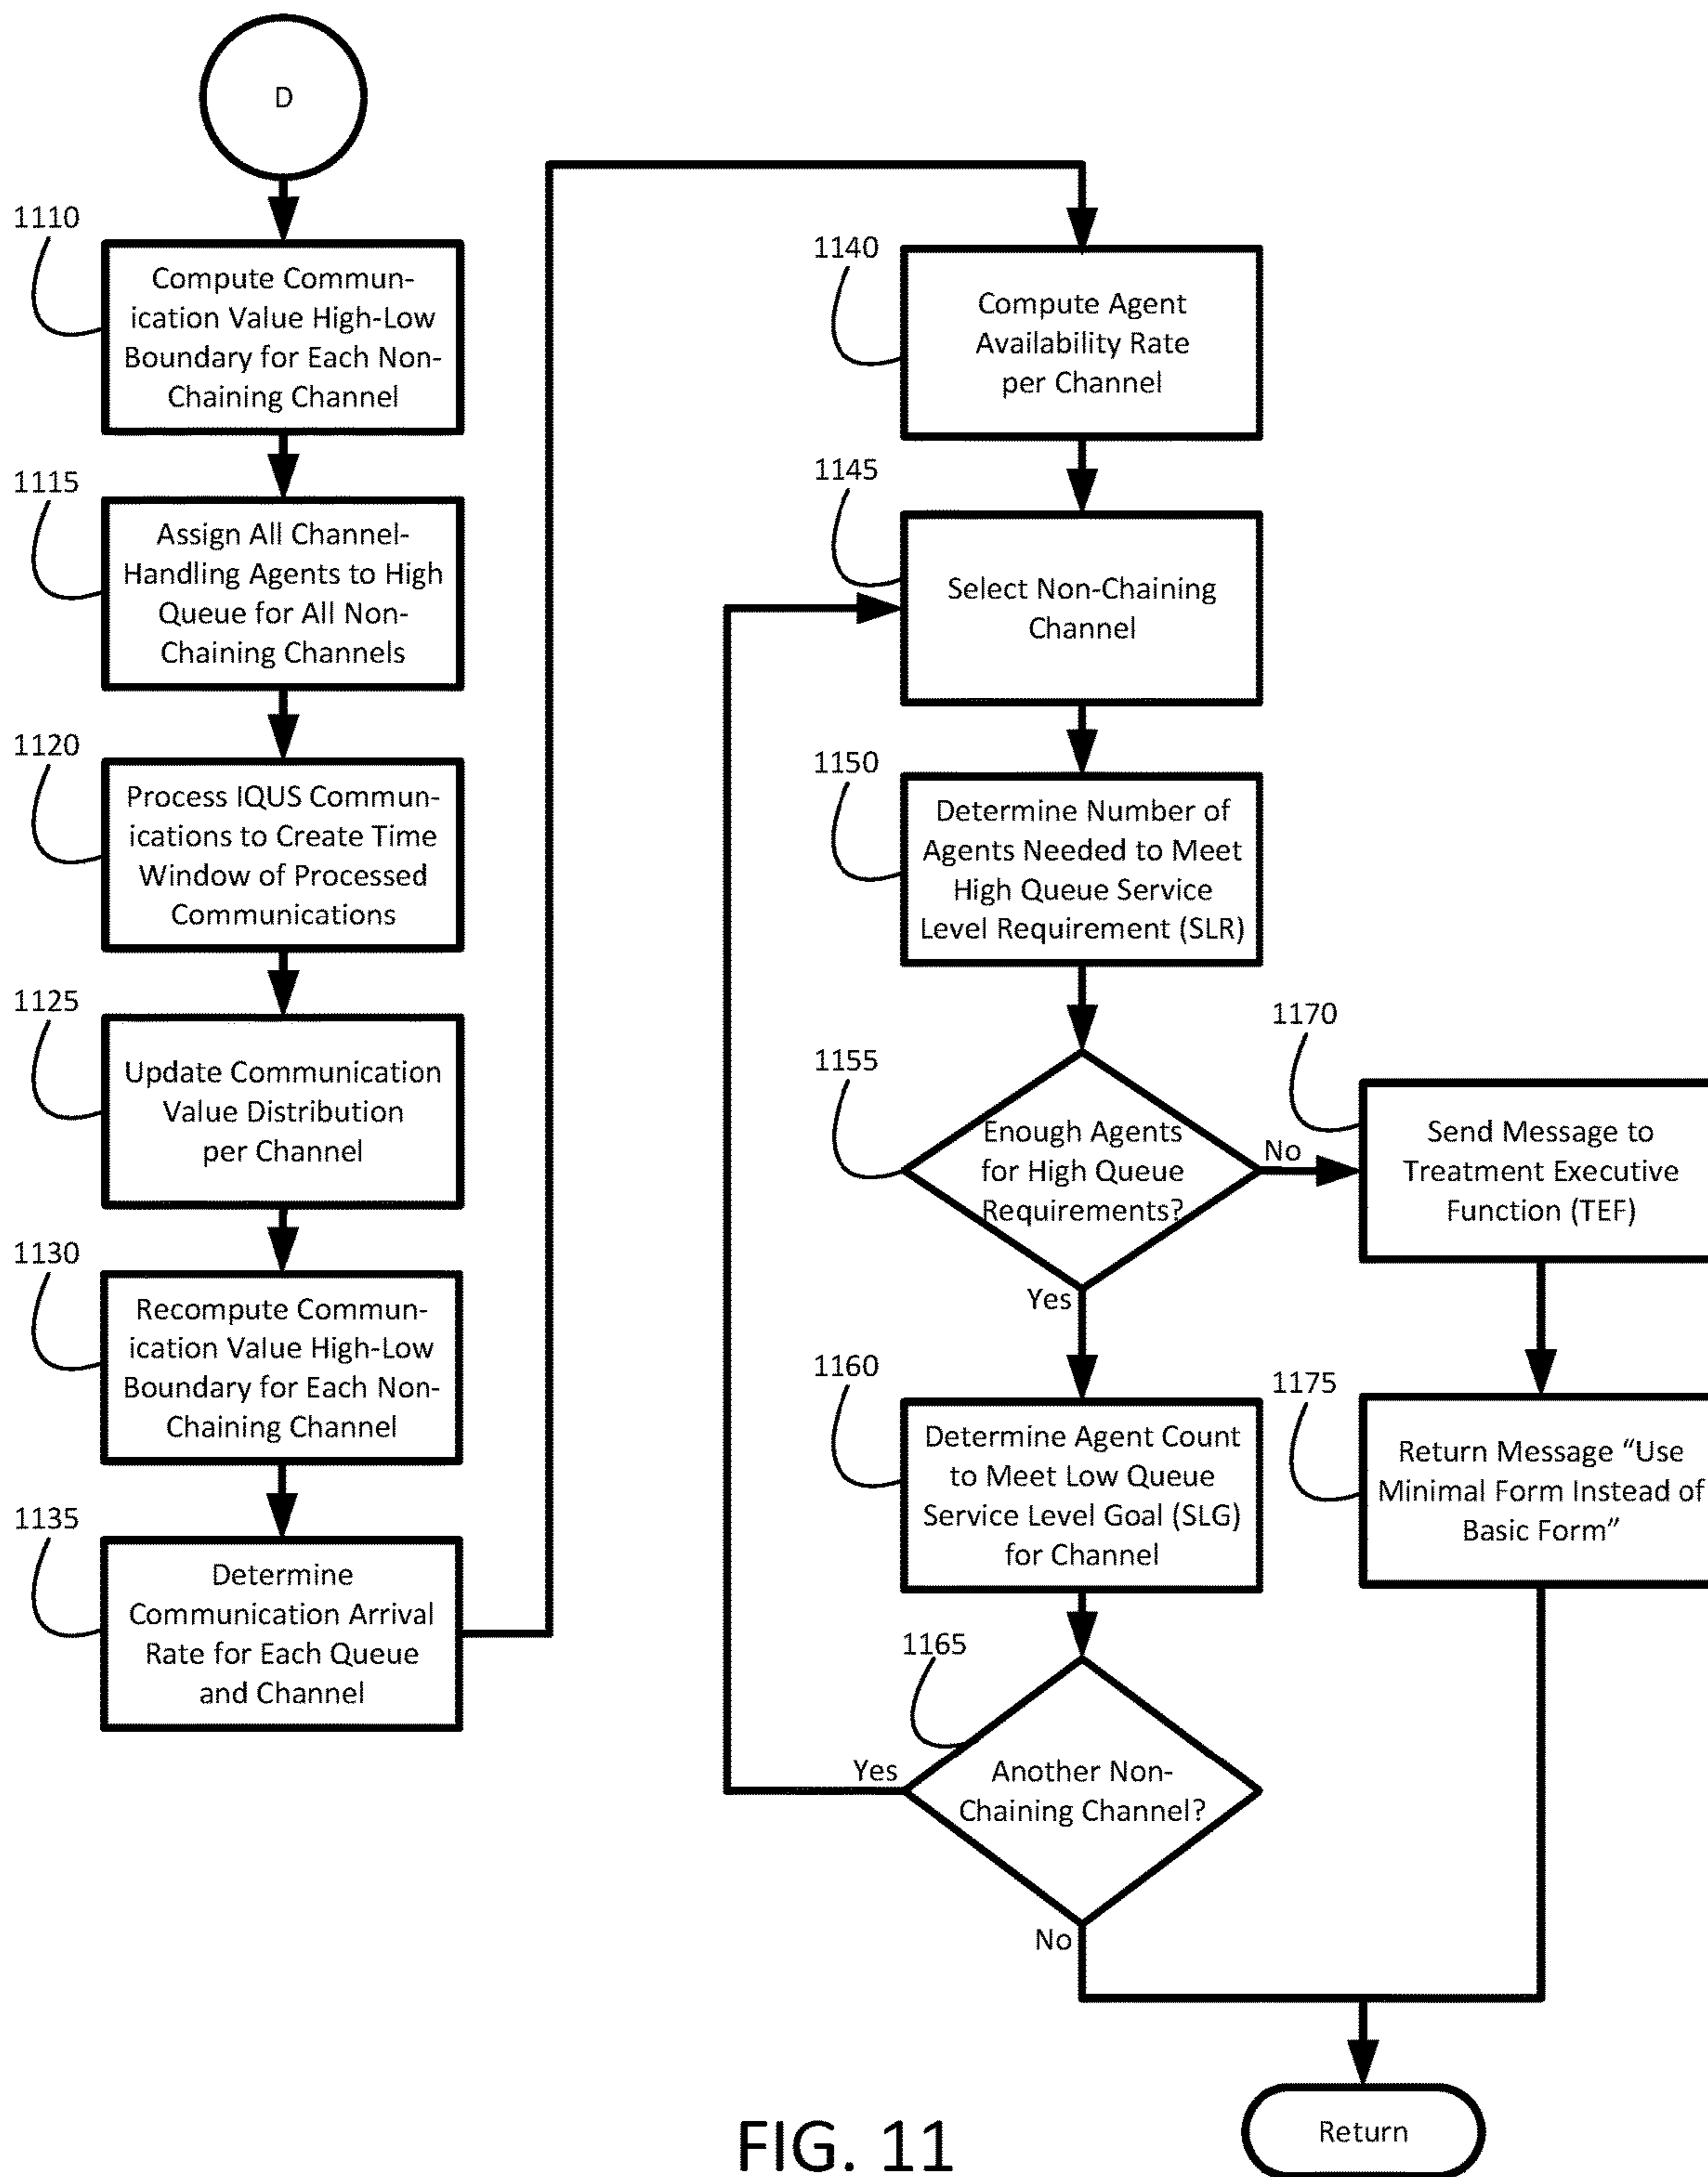 D
1110
Compute Commun-
ication Value High-Low
Boundary for Each Non-
Chaining Channel
1115
Assign All Channel-
Handling Agents to High
Queue for All Non-
Chaining Channels
1120
Process IQUS Commun-
ications to Create Time
Window of Processed
Communications
1125
Update Communication
Value Distribution
per Channel
1130
Recompute Commun-
ication Value High-Low
Boundary for Each Non-
Chaining Channel
1135
Determine
Communication Arrival
Rate for Each Queue
and Channel
1140
Compute Agent
Availability Rate
per Channel
1145
Select Non-Chaining
Channel
1150
Determine Number of
Agents Needed to Meet
High Queue Service
Level Requirement (SLR)
1155
Enough Agents
for High Queue
Requirements?
No
Yes
1160
Determine Agent Count
to Meet Low Queue
Service Level Goal (SLG)
for Channel
1165
Another Non-
Chaining Channel?
Yes
No
1170
Send Message to
Treatment Executive
Function (TEF)
1175
Return Message “Use
Minimal Form Instead of
Basic Form”
Return
FIG. 11